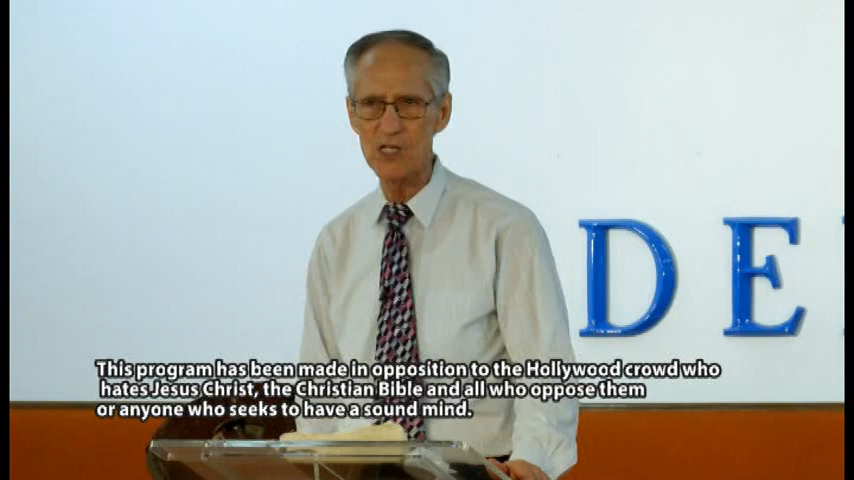 DE
This program has been made in opposition to the Hollywood crowd who
hates Jesus Christ, the Christian Bible and all who oppose them
or anyone who seeks to have a sound mind.